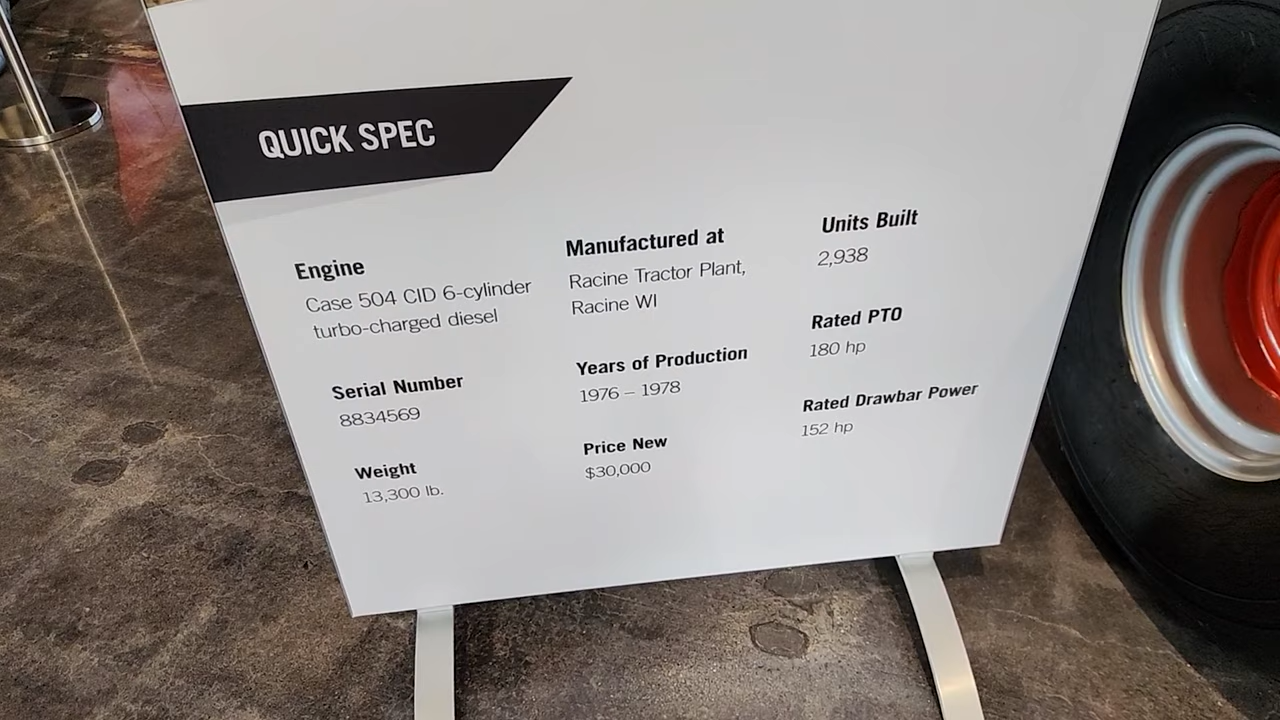 QUICK SPEC
Engine
Case 504 CID 6-cylinder
turbo-charged diesel
Serial Number
8834569
Weight
13,300 lb.
Manufactured at
Racine Tractor Plant,
Racine WI
Years of Production
1976 – 1978
Price New
$30,000
Units Built
2,938
Rated PTO
180 hp
Rated Drawbar Power
152 hp